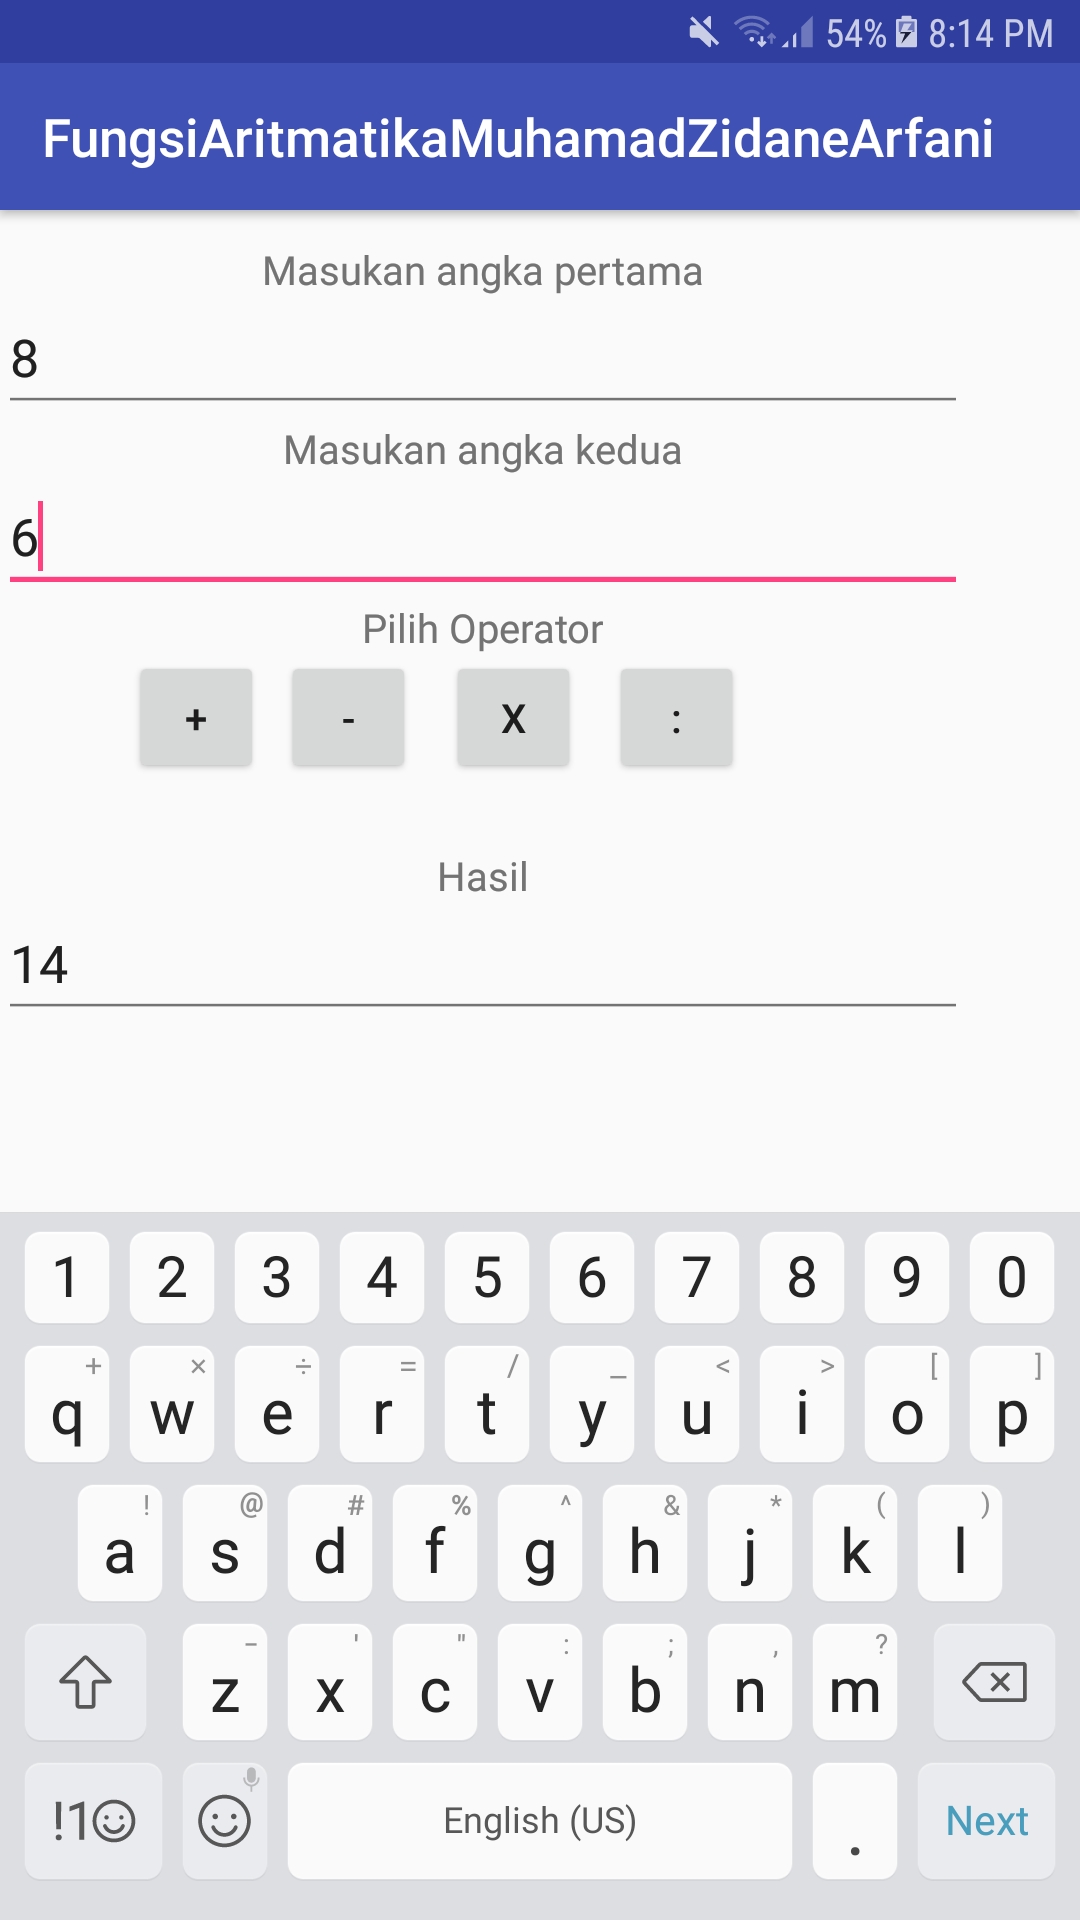 54% 8:14 PM
FungsiAritmatikaMuhamadZidaneArfani
Masukan angka pertama
8
Masukan angka kedua
6
Pilih Operator
+ - X :
Hasil
14
1 2 3 4 5 6 7 8 9 0
+ × ÷ = / _ < > [ ]
q w e r t y u i o p
! @ # % ^ & * ( )
a s d f g h j k l
- ' " : ; , ?
z x c v b n m
!1☺ English (US) . Next